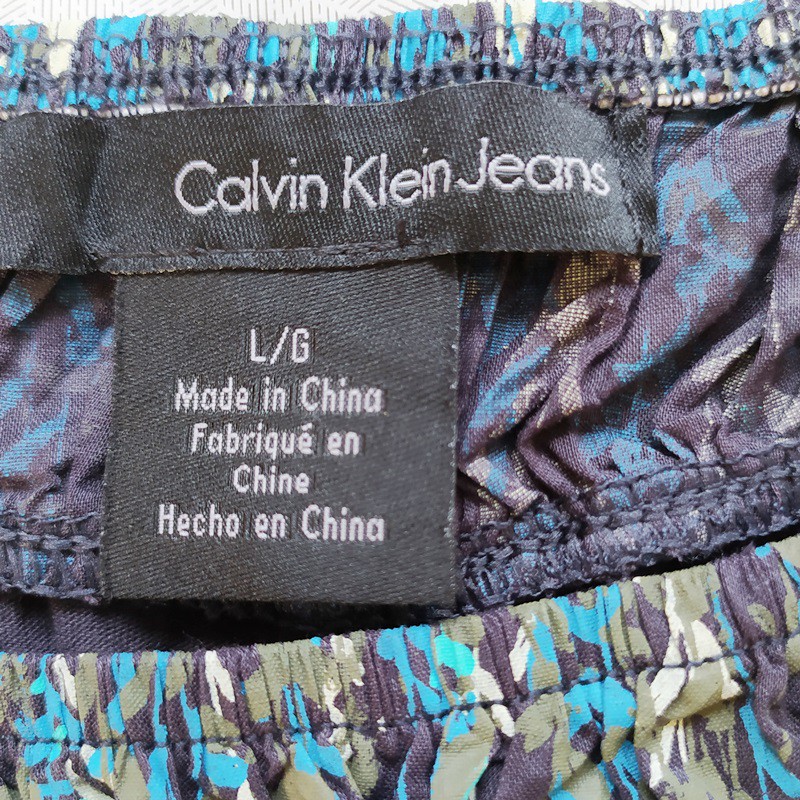 Calvin Klein Jeans
L/G
Made in China
Fabriqué en
Chine
Hecho en China